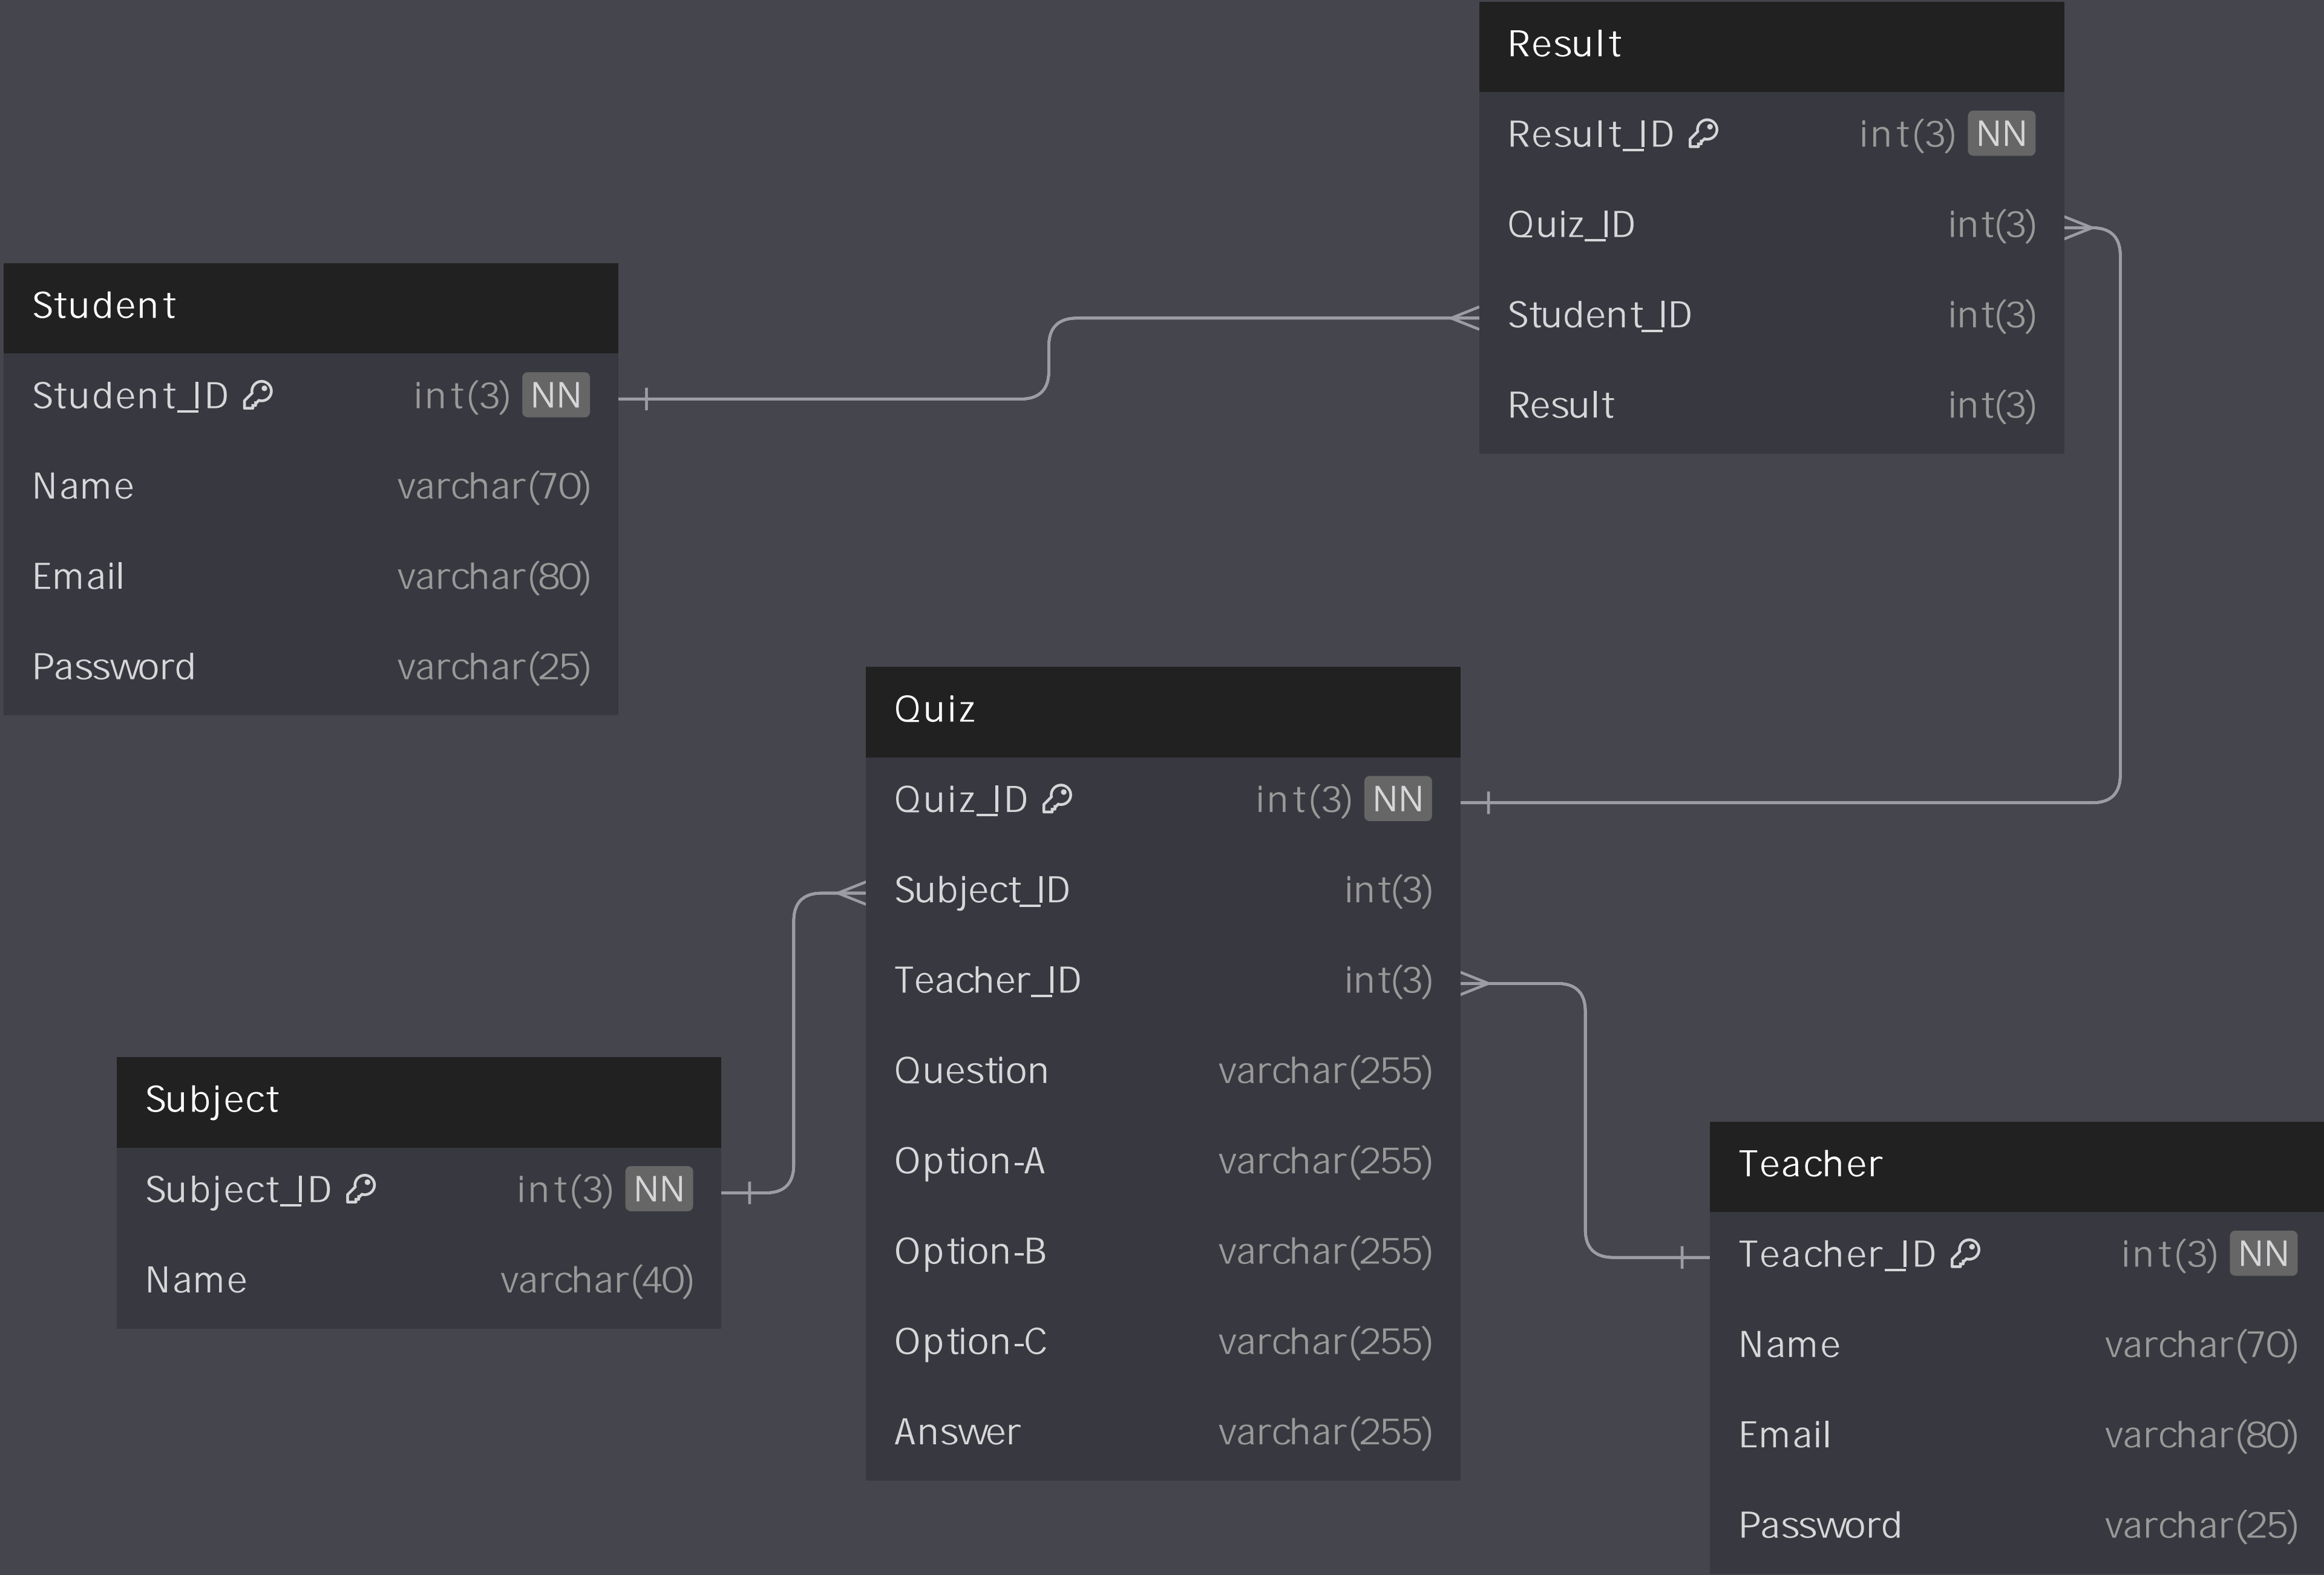 Result
Result_ID int(3) NN
Quiz_ID int(3)
Student_ID int(3)
Result int(3)
Student
Student_ID int(3) NN
Name varchar(70)
Email varchar(80)
Password varchar(25)
Quiz
Quiz_ID int(3) NN
Subject_ID int(3)
Teacher_ID int(3)
Question varchar(255)
Option-A varchar(255)
Option-B varchar(255)
Option-C varchar(255)
Answer varchar(255)
Subject
Subject_ID int(3) NN
Name varchar(40)
Teacher
Teacher_ID int(3) NN
Name varchar(70)
Email varchar(80)
Password varchar(25)